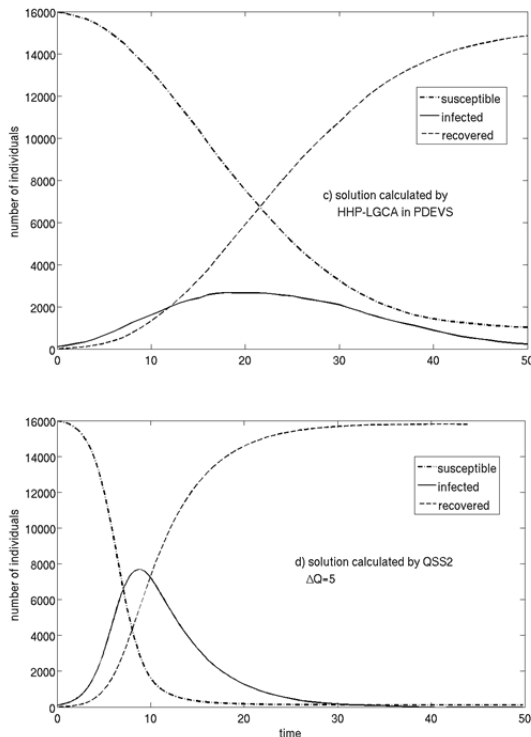 16000
14000
12000
10000
8000
6000
4000
2000
0
number of individuals
susceptible
infected
recovered
c) solution calculated by
HHP-LGCA in PDEVS
0 10 20 30 40 50
16000
14000
12000
10000
8000
6000
4000
2000
0
number of individuals
susceptible
infected
recovered
d) solution calculated by QSS2
ΔQ=5
0 10 20 30 40 50
time